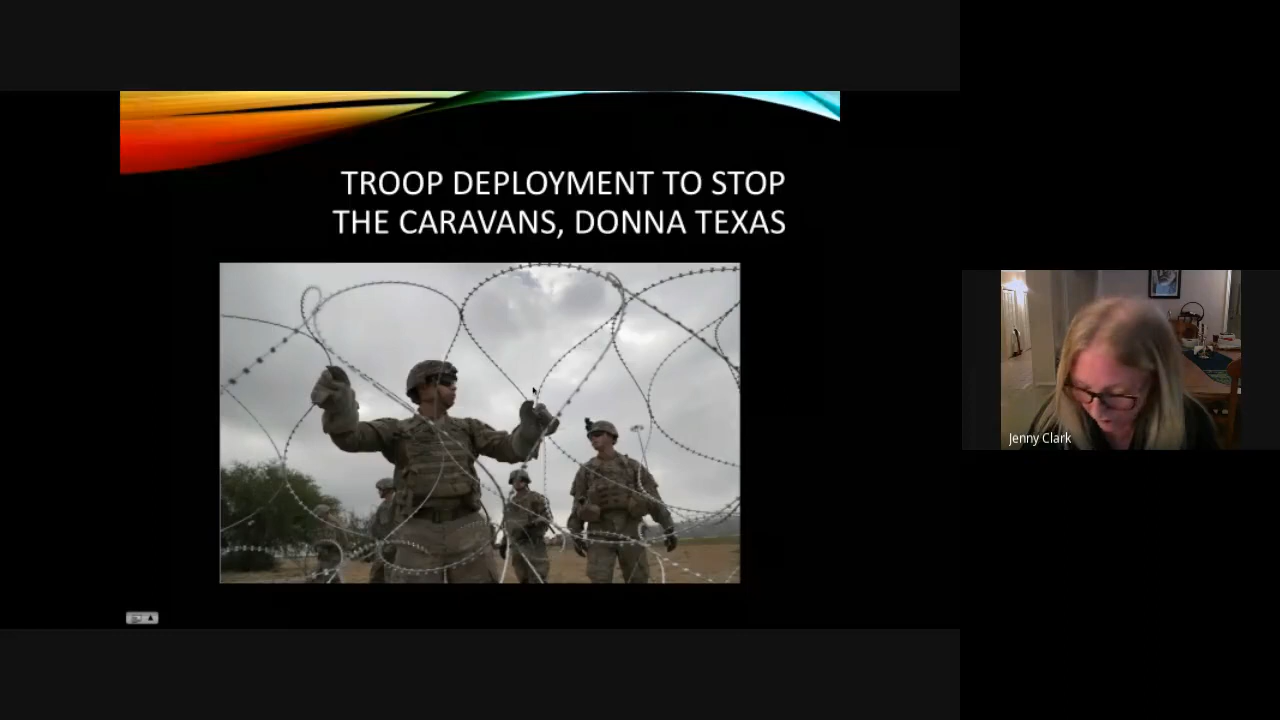 TROOP DEPLOYMENT TO STOP
THE CARAVANS, DONNA TEXAS
Jenny Clark